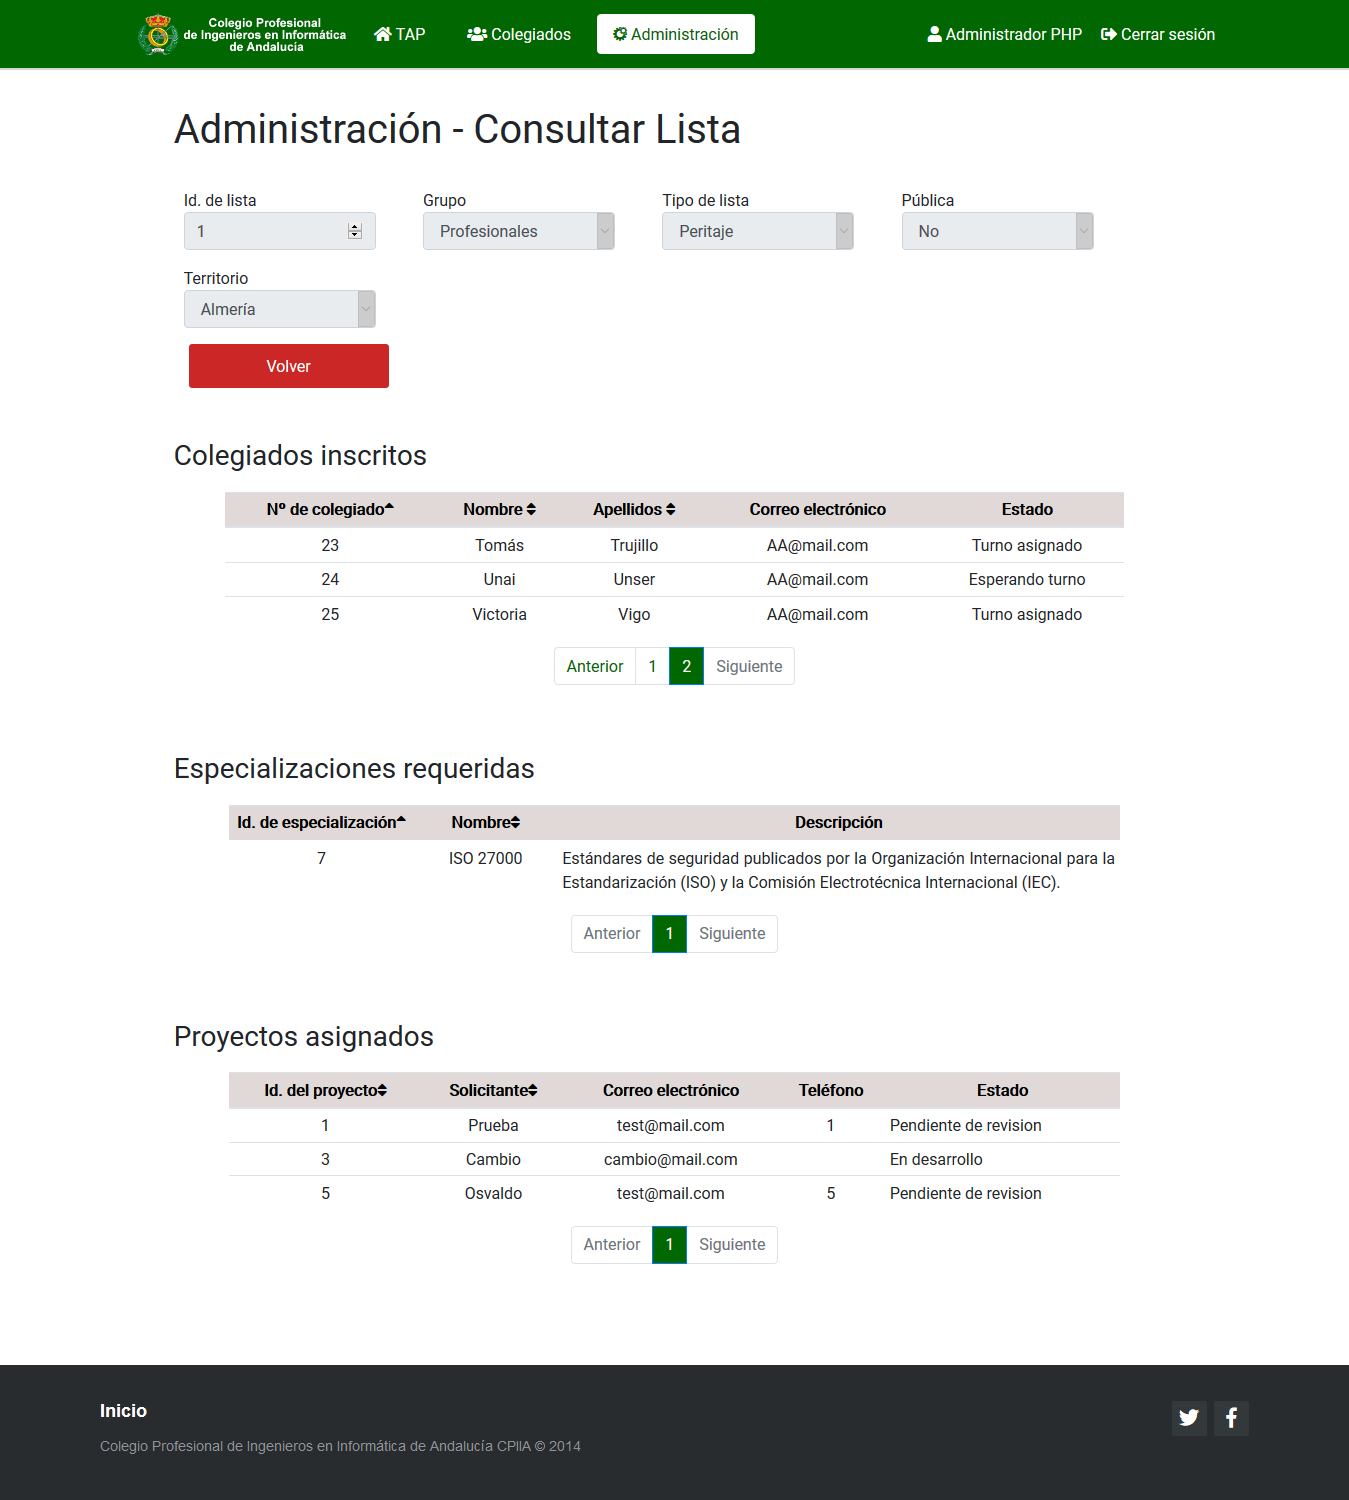 Colegio Profesional
de Ingenieros en Informática
de Andalucía
TAP
Colegiados
Administración
Administrador PHP
Cerrar sesión
Administración - Consultar Lista
Id. de lista
Grupo
Tipo de lista
Pública
1
Profesionales
Peritaje
No
Territorio
Almería
Volver
Colegiados inscritos
Nº de colegiado Nombre Apellidos Correo electrónico Estado
23 Tomás Trujillo AA@mail.com Turno asignado
24 Unai Unser AA@mail.com Esperando turno
25 Victoria Vigo AA@mail.com Turno asignado
Anterior 1 2 Siguiente
Especializaciones requeridas
Id. de especialización Nombre Descripción
7 ISO 27000 Estándares de seguridad publicados por la Organización Internacional para la
Estandarización (ISO) y la Comisión Electrotécnica Internacional (IEC).
Anterior 1 Siguiente
Proyectos asignados
Id. del proyecto Solicitante Correo electrónico Teléfono Estado
1 Prueba test@mail.com 1 Pendiente de revision
3 Cambio cambio@mail.com En desarrollo
5 Osvaldo test@mail.com 5 Pendiente de revision
Anterior 1 Siguiente
Inicio
Colegio Profesional de Ingenieros en Informática de Andalucía CPIIA © 2014